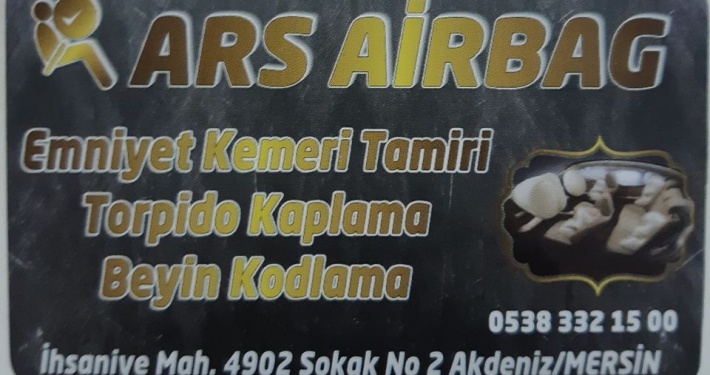 ARS AİRBAG
Emniyet Kemeri Tamiri
Torpido Kaplama
Beyin Kodlama
0538 332 15 00
İhsaniye Mah. 4902 Sokak No 2 Akdeniz/MERSİN